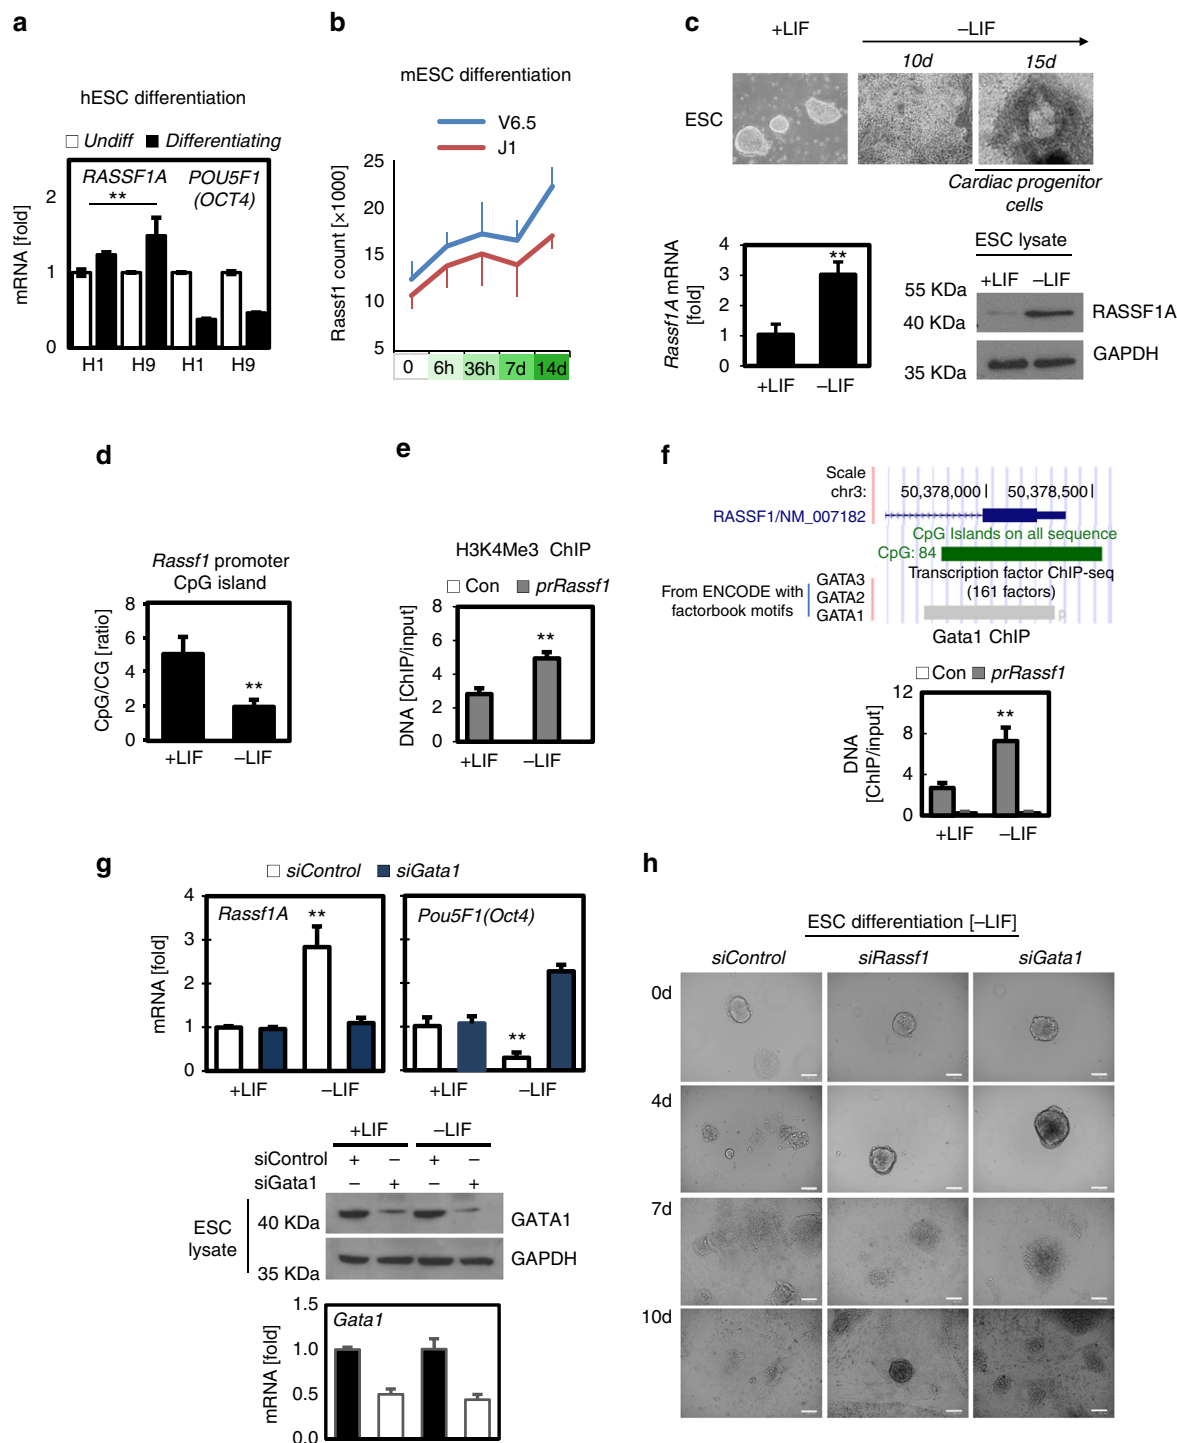 a
hESC differentiation
Undiff Differentiating
RASSF1A POU5F1
** (OCT4)
mRNA [fold]
2
1
0
H1 H9 H1 H9
b
mESC differentiation
V6.5
J1
Rassf1 count [×1000]
25
20
15
10
5
0 6h 36h 7d 14d
c
+LIF –LIF
10d 15d
ESC
Cardiac progenitor
cells
Rassf1A mRNA
[fold]
4
3
2
1
0
**
+LIF –LIF
ESC lysate
+LIF –LIF
55 KDa
40 KDa
RASSF1A
35 KDa
GAPDH
d
Rassf1 promoter
CpG island
CpG/CG [ratio]
8
6
4
2
0
**
+LIF –LIF
e
H3K4Me3 ChIP
Con prRassf1
DNA [ChIP/input]
8
6
4
2
0
**
+LIF –LIF
f
Scale
chr3: 50,378,000 50,378,500
RASSF1/NM_007182
CpG Islands on all sequence
CpG: 84
Transcription factor ChIP-seq
(161 factors)
From ENCODE with
factorbook motifs
GATA3
GATA2
GATA1
Gata1 ChIP
Con prRassf1
DNA
[ChIP/input]
12
8
4
0
**
+LIF –LIF
g
siControl siGata1
mRNA [fold]
4
3
2
1
0
Rassf1A
**
+LIF –LIF
Pou5F1(Oct4)
**
+LIF –LIF
+LIF –LIF
siControl + – + –
siGata1 – + – +
ESC
lysate
40 KDa
GATA1
GAPDH
35 KDa
mRNA [fold]
1.5
1.0
0.5
0.0
Gata1
h
ESC differentiation [–LIF]
siControl siRassf1 siGata1
0d
4d
7d
10d